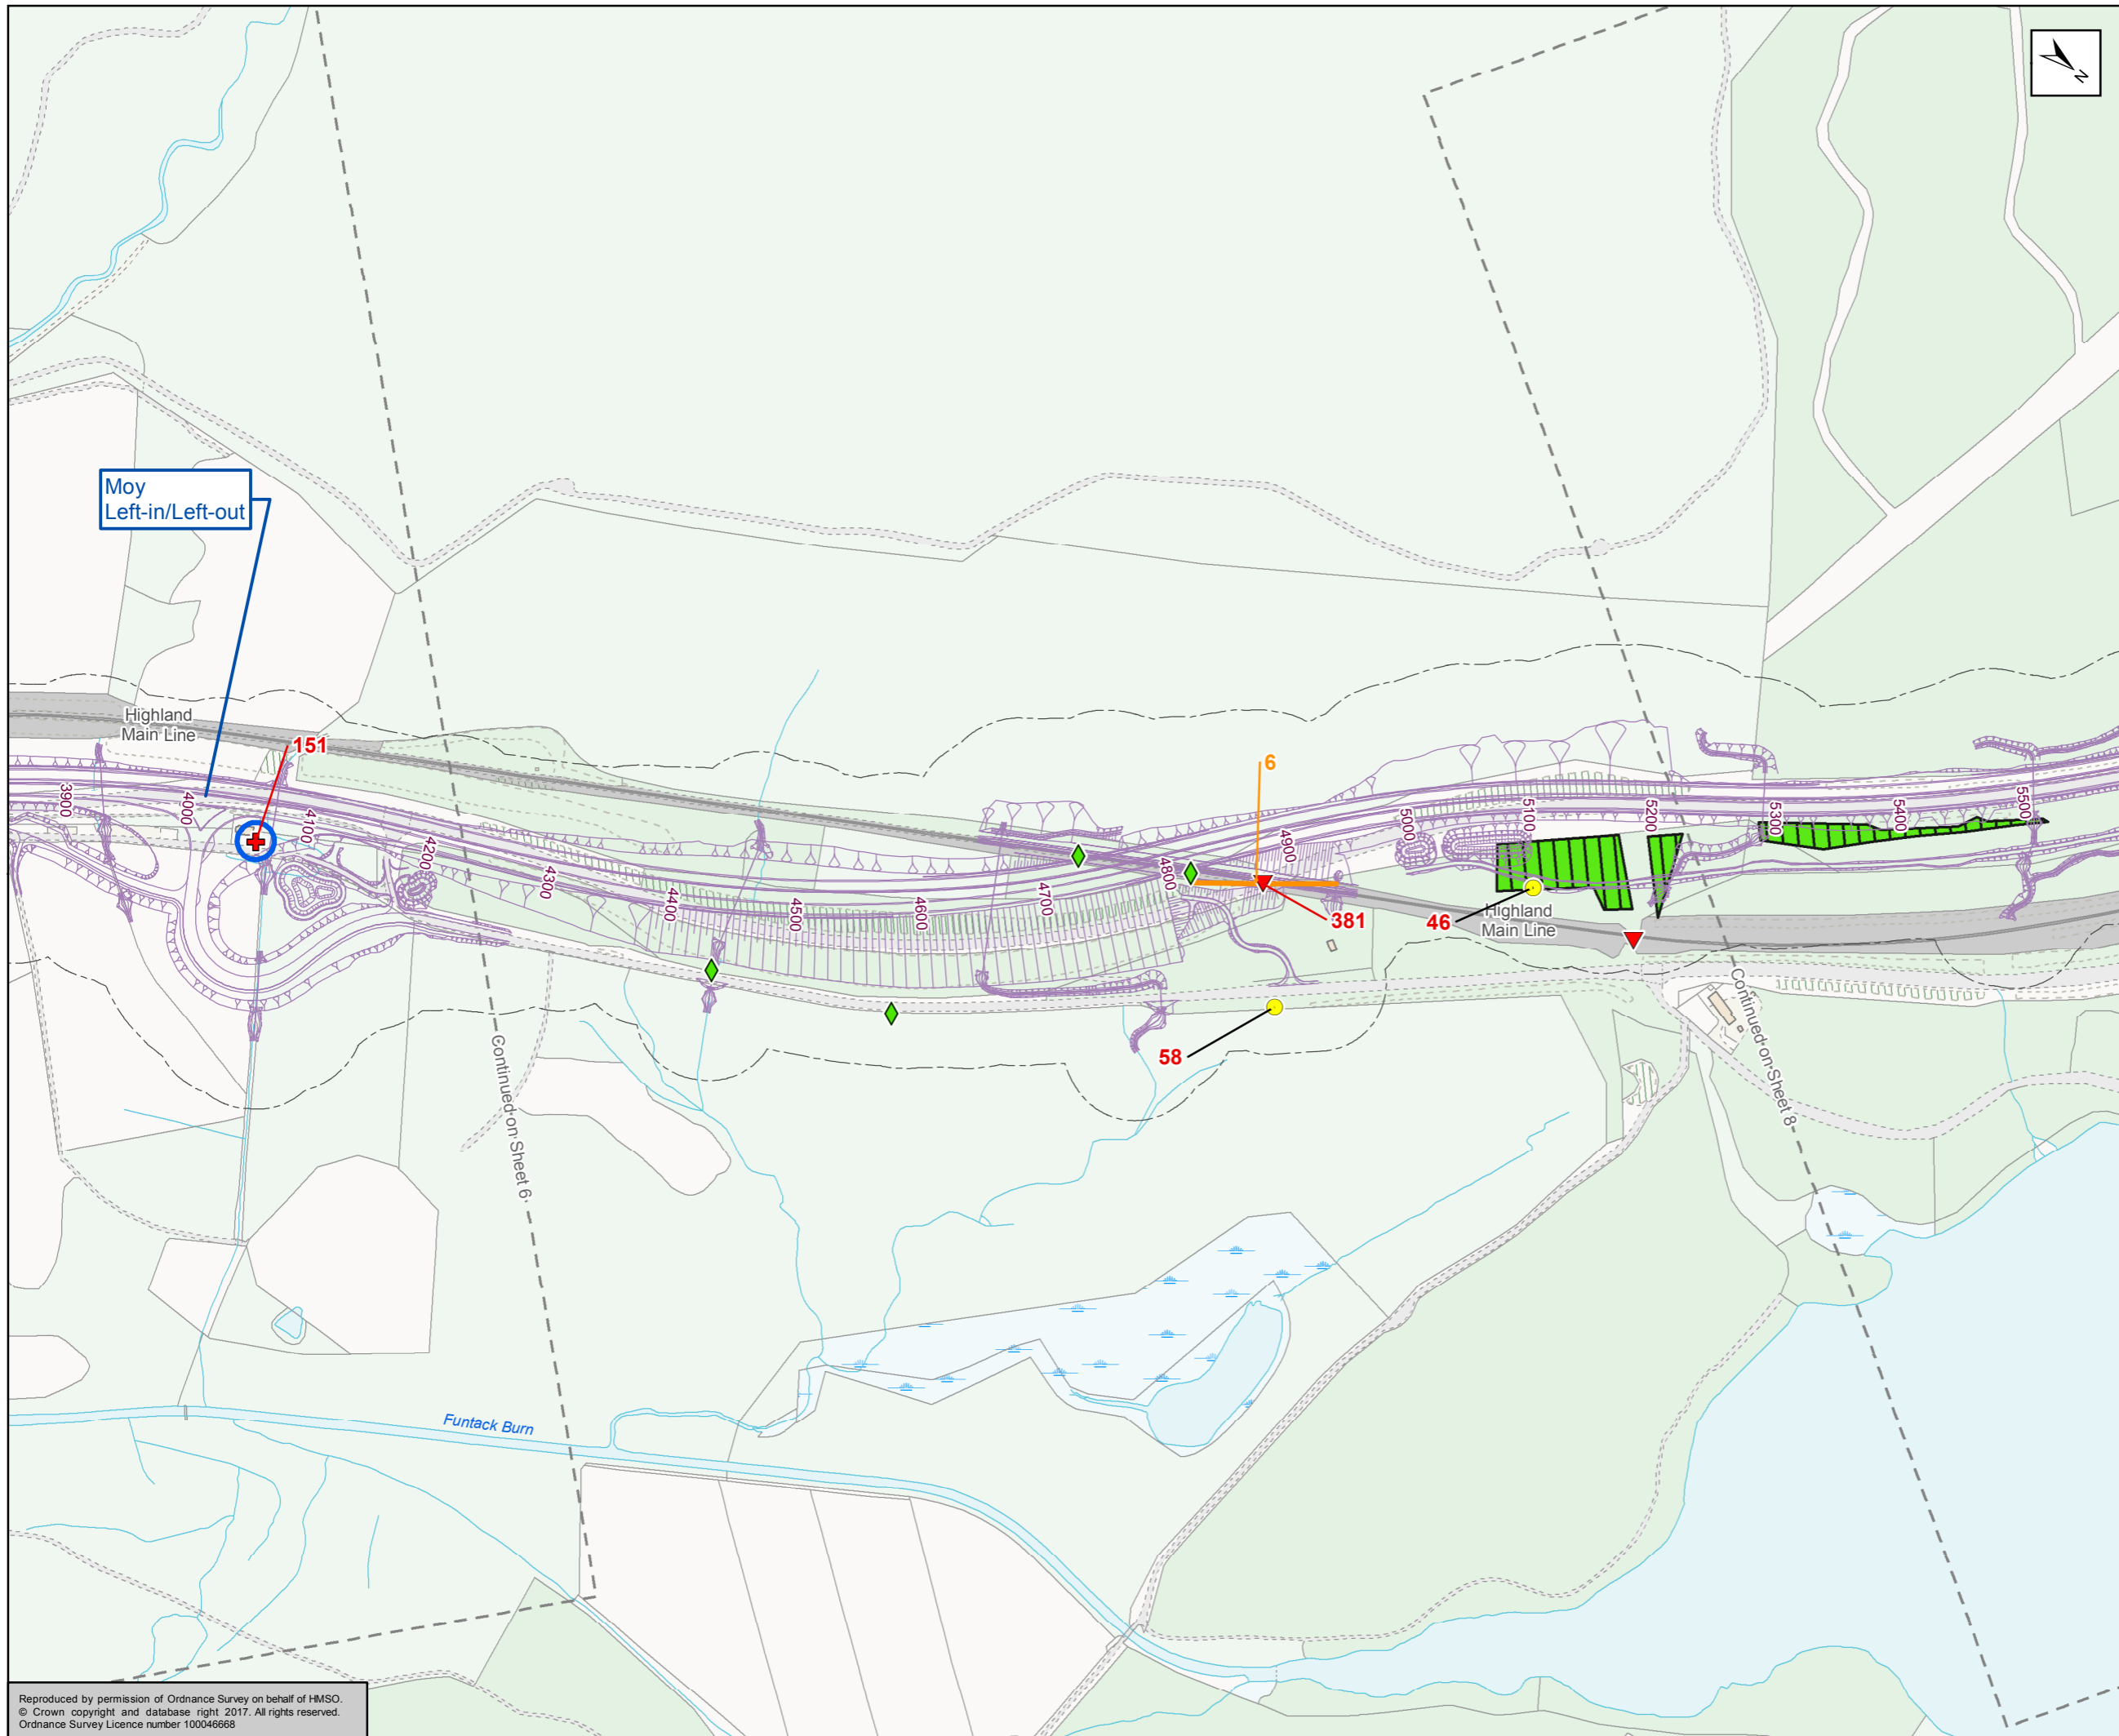 N
Moy
Left-in/Left-out
Highland
Main Line
151
6
3900
4000
4100
4200
4300
4400
4500
4600
4700
4800
4900
5000
5100
5200
5300
5400
5500
381
46
Highland
Main Line
58
Continued on Sheet 6
Continued on Sheet 8
Funtack Burn
Reproduced by permission of Ordnance Survey on behalf of HMSO.
© Crown copyright and database right 2017. All rights reserved.
Ordnance Survey Licence number 100046668